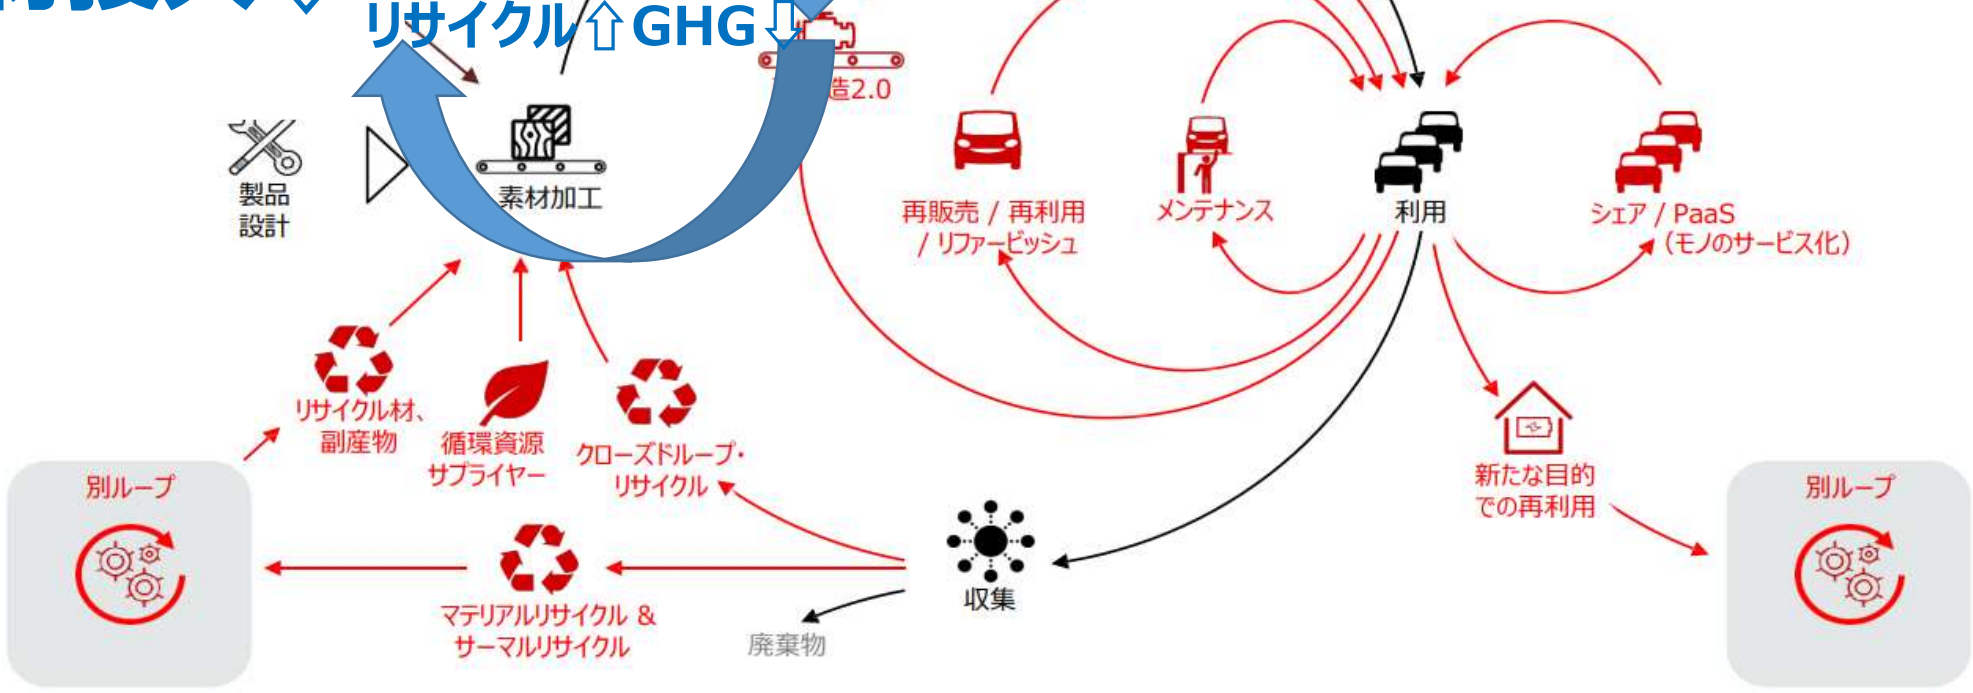 リサイクル⇧GHG⇩
造2.0
製品
設計
素材加工
再販売 / 再利用
/ リファービッシュ
メンテナンス
利用
シェア / PaaS
(モノのサービス化)
リサイクル材、
副産物
循環資源
サプライヤー
クローズドループ・
リサイクル
新たな目的
での再利用
別ループ
別ループ
収集
マテリアルリサイクル &
サーマルリサイクル
廃棄物